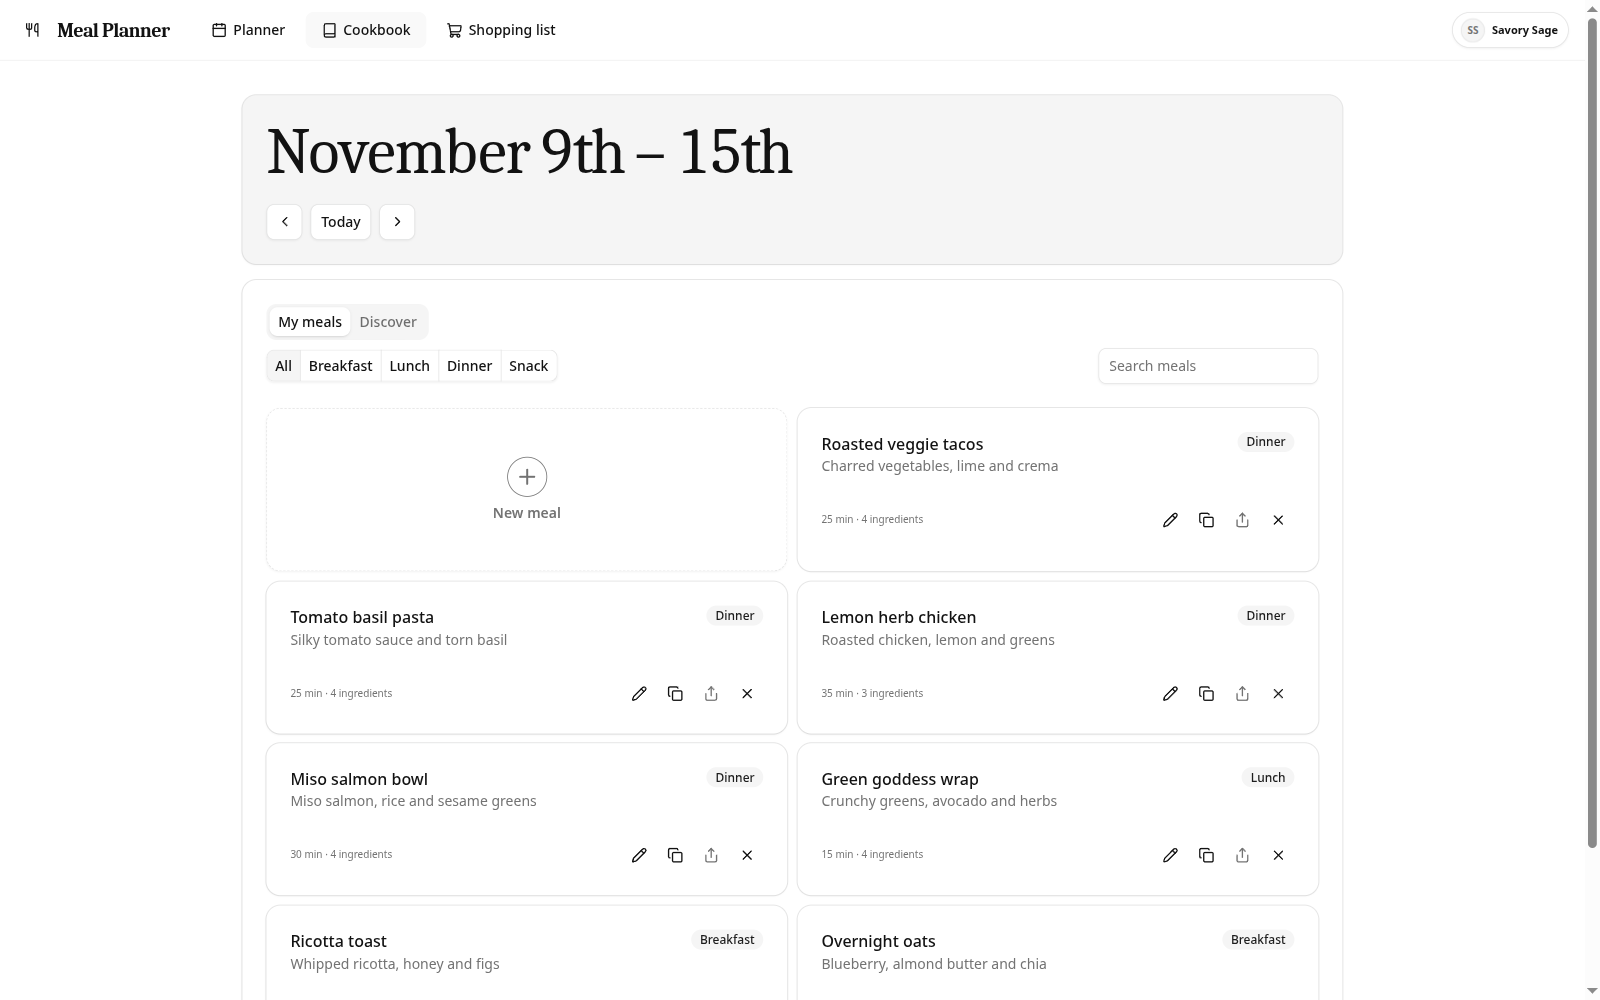 Meal Planner
Planner
Cookbook
Shopping list
SS
Savory Sage
November 9th – 15th
Today
My meals
Discover
All
Breakfast
Lunch
Dinner
Snack
Search meals
New meal
Roasted veggie tacos
Dinner
Charred vegetables, lime and crema
25 min · 4 ingredients
Tomato basil pasta
Dinner
Silky tomato sauce and torn basil
25 min · 4 ingredients
Lemon herb chicken
Dinner
Roasted chicken, lemon and greens
35 min · 3 ingredients
Miso salmon bowl
Dinner
Miso salmon, rice and sesame greens
30 min · 4 ingredients
Green goddess wrap
Lunch
Crunchy greens, avocado and herbs
15 min · 4 ingredients
Ricotta toast
Breakfast
Whipped ricotta, honey and figs
Overnight oats
Breakfast
Blueberry, almond butter and chia